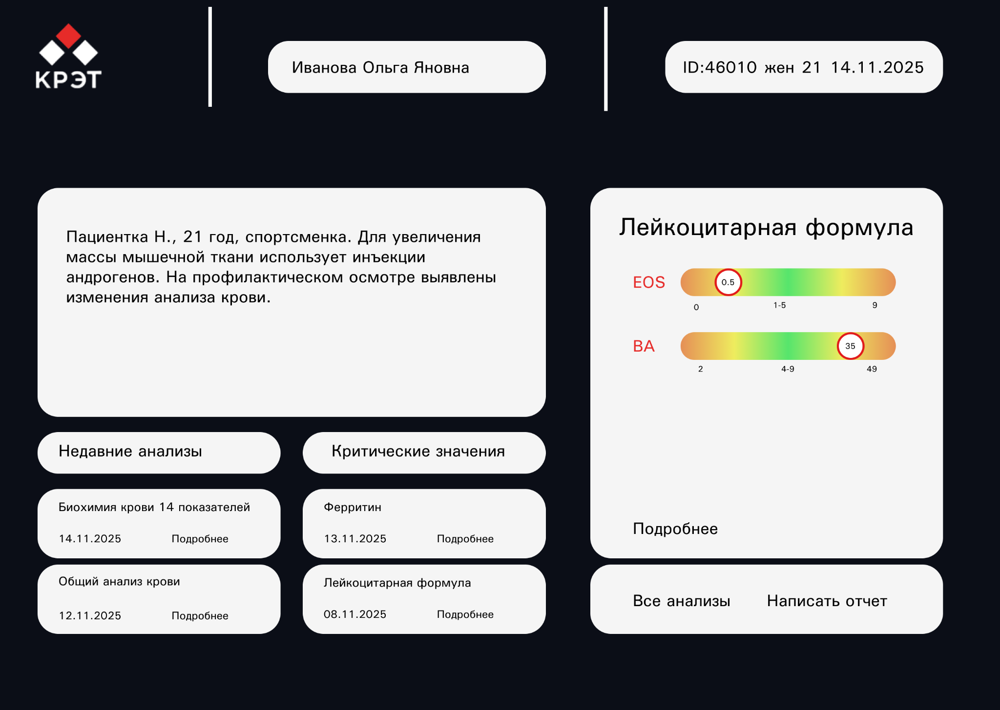 КРЭТ
Иванова Ольга Яновна
ID:46010 жен 21 14.11.2025
Пациентка Н., 21 год, спортсменка. Для увеличения
массы мышечной ткани использует инъекции
андрогенов. На профилактическом осмотре выявлены
изменения анализа крови.
Лейкоцитарная формула
EOS
0.5
0
1-5
9
BA
35
2
4-9
49
Подробнее
Недавние анализы
Критические значения
Биохимия крови 14 показателей
14.11.2025 Подробнее
Ферритин
13.11.2025 Подробнее
Общий анализ крови
12.11.2025 Подробнее
Лейкоцитарная формула
08.11.2025 Подробнее
Все анализы Написать отчет